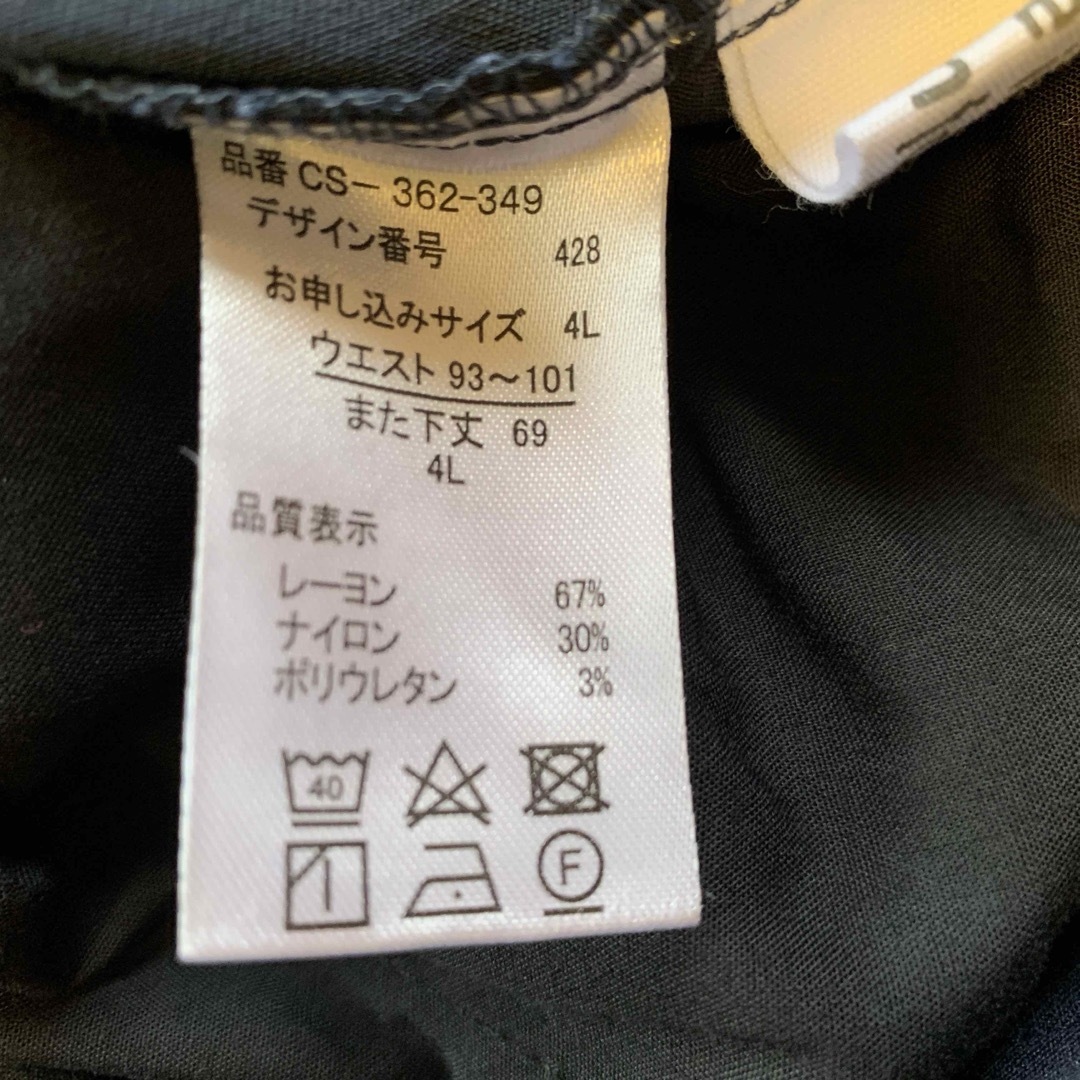 品番 CS− 362-349
デザイン番号 428
お申し込みサイズ 4L
ウエスト 93〜101
また下丈 69
4L
品質表示
レーヨン 67%
ナイロン 30%
ポリウレタン 3%
40
F